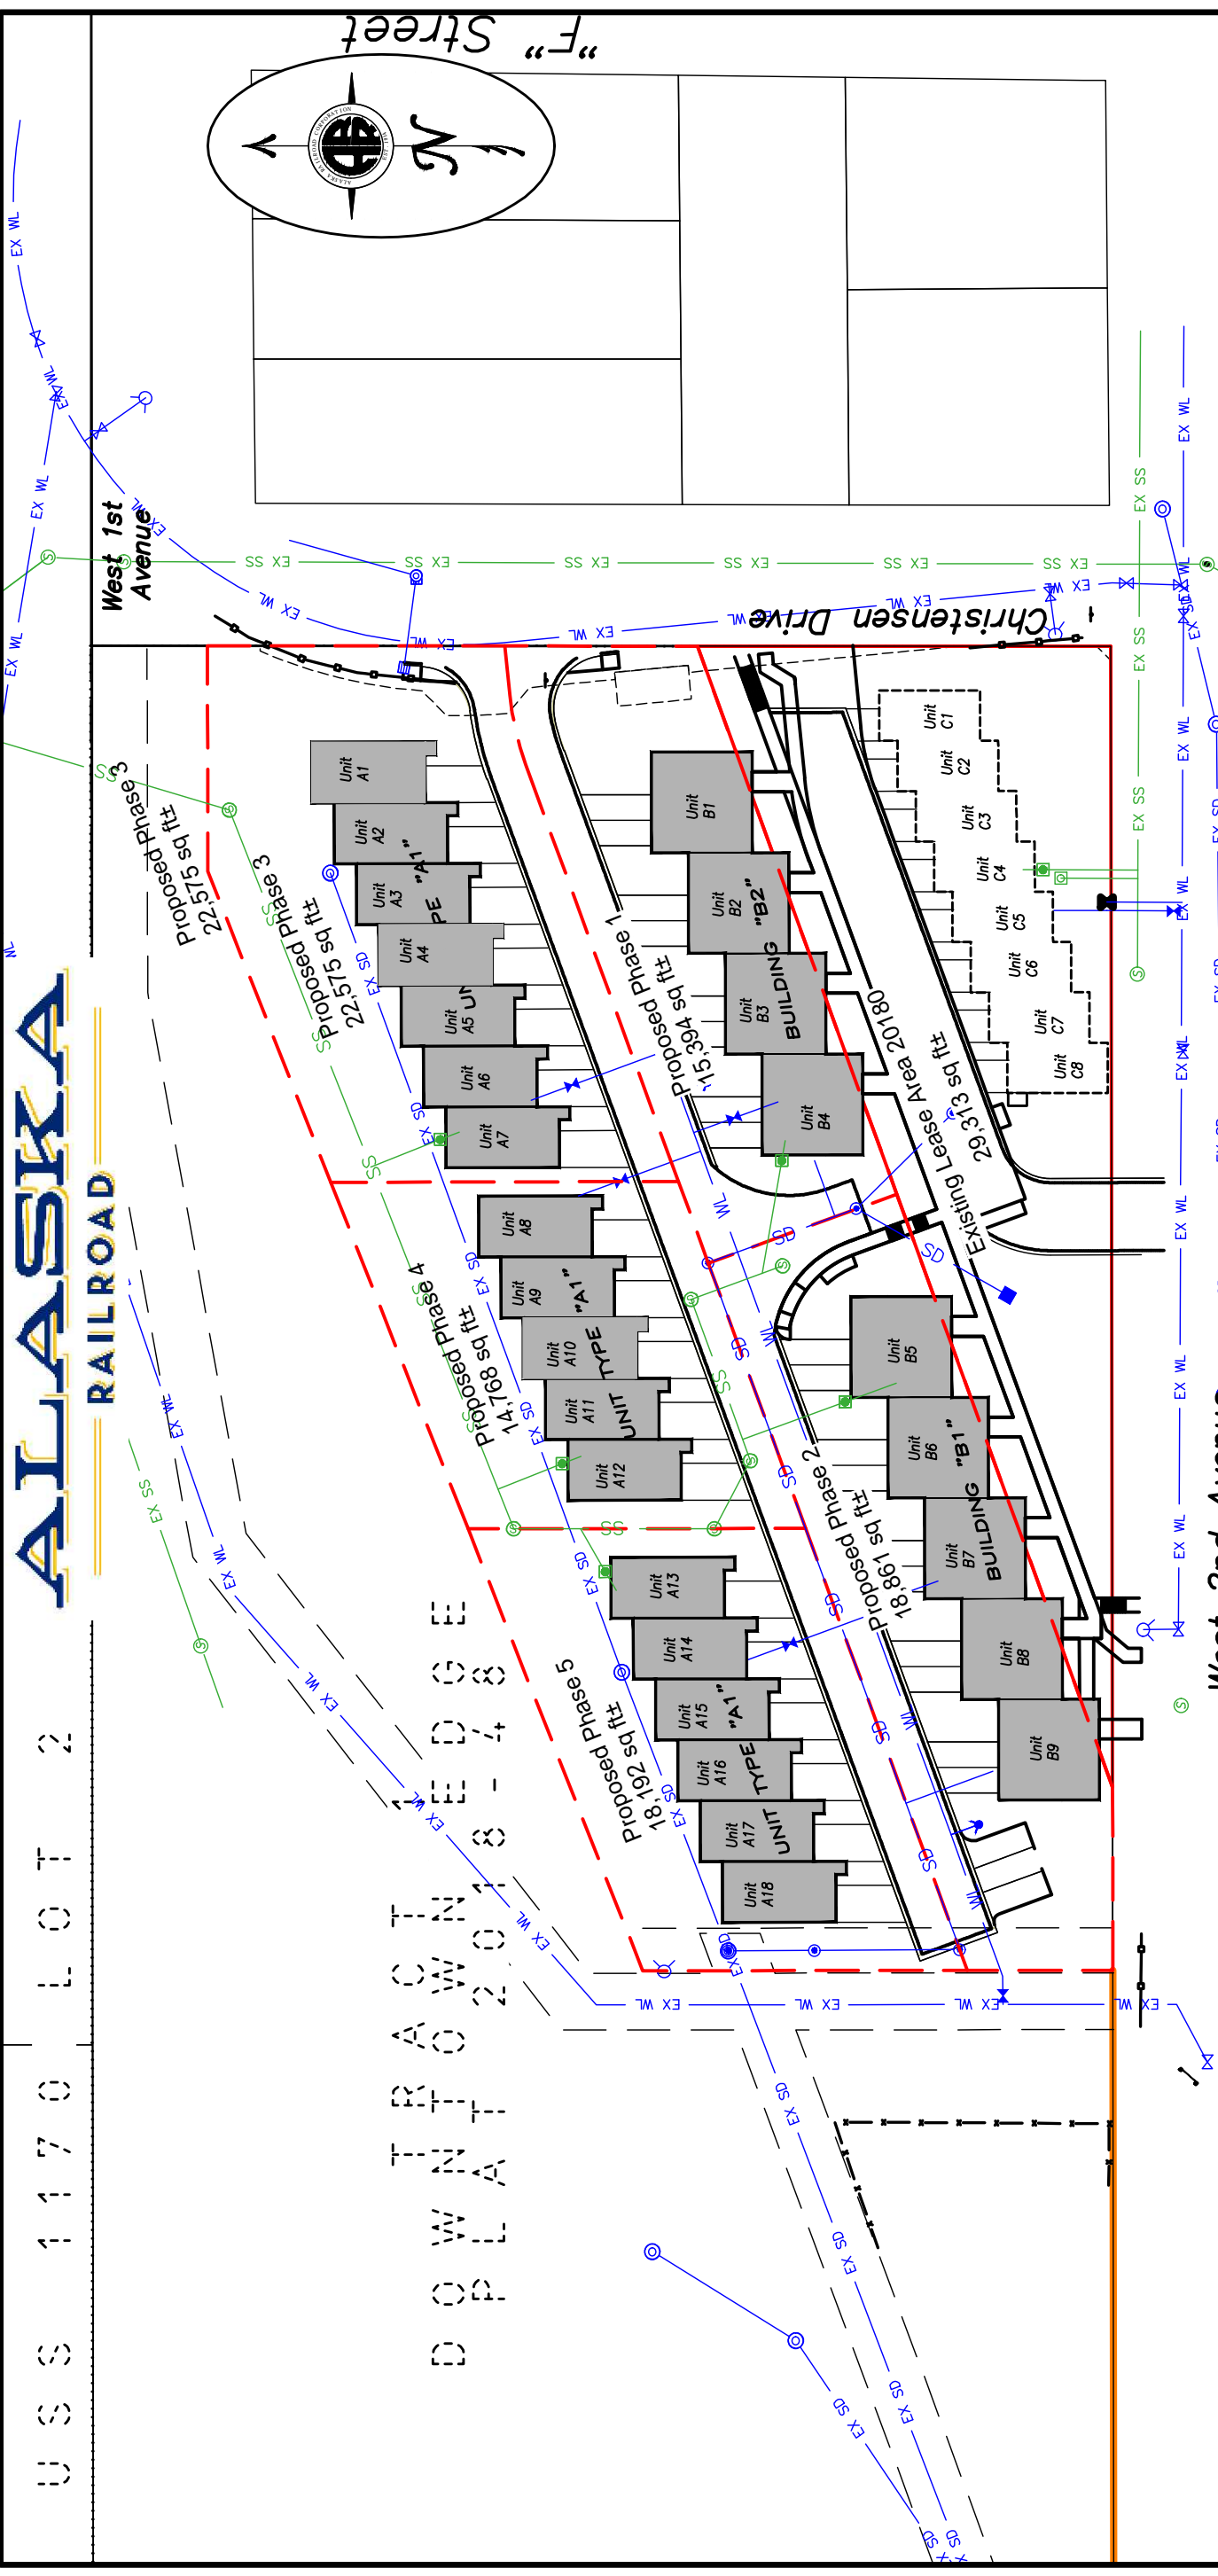 "F" Street
ALASKA RAILROAD CORPORATION
N
West 1st
Avenue
Christensen Drive
ALASKA
RAILROAD
Proposed Phase 3
22,575 sq ft±
Proposed Phase 3
22,575 sq ft±
Proposed Phase 1
15,394 sq ft±
Existing Lease Area 20180
29,313 sq ft±
Proposed Phase 4
14,768 sq ft±
Proposed Phase 2
18,861 sq ft±
Proposed Phase 5
18,192 sq ft±
Unit
A1
Unit
A2
Unit
A3
Unit
A4
Unit
A5
Unit
A6
Unit
A7
"A1"
Unit
A8
Unit
A9
Unit
A10
Unit
A11
Unit
A12
UNIT TYPE "A1"
Unit
A13
Unit
A14
Unit
A15
Unit
A16
Unit
A17
Unit
A18
UNIT TYPE "A1"
Unit
B1
Unit
B2
Unit
B3
Unit
B4
BUILDING "B2"
Unit
B5
Unit
B6
Unit
B7
Unit
B8
Unit
B9
BUILDING "B1"
Unit
C1
Unit
C2
Unit
C3
Unit
C4
Unit
C5
Unit
C6
Unit
C7
Unit
C8
USS 1170 LOT 2
TRACT 1
DOWNTOWN EDGE
PLAT 2018-48
EX WL
EX SS
EX SD
WL
SS
SD